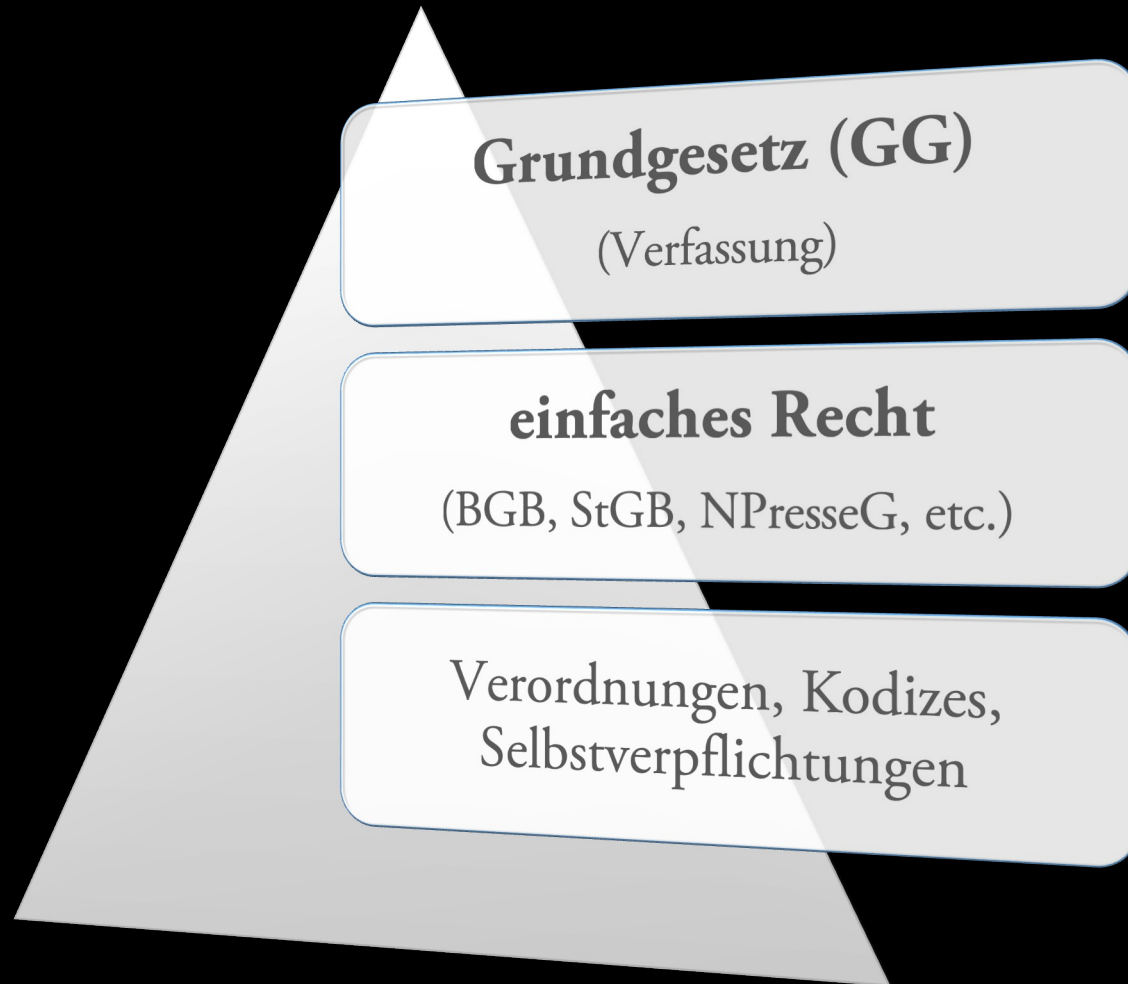 Grundgesetz (GG)
(Verfassung)
einfaches Recht
(BGB, StGB, NPresseG, etc.)
Verordnungen, Kodizes,
Selbstverpflichtungen